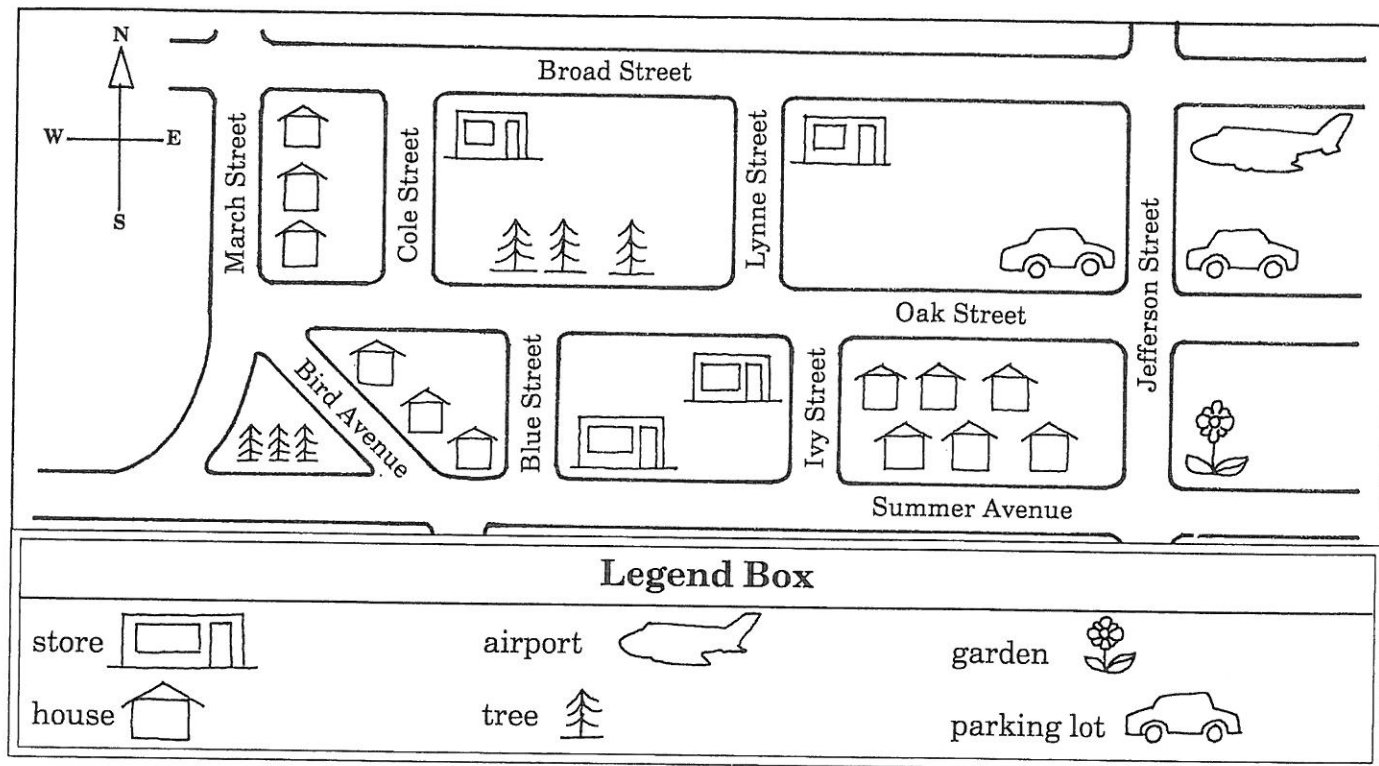 N
Broad Street
W
E
S
March Street
Cole Street
Lynne Street
Jefferson Street
Oak Street
Bird Avenue
Blue Street
Ivy Street
Summer Avenue
Legend Box
store
airport
garden
house
tree
parking lot